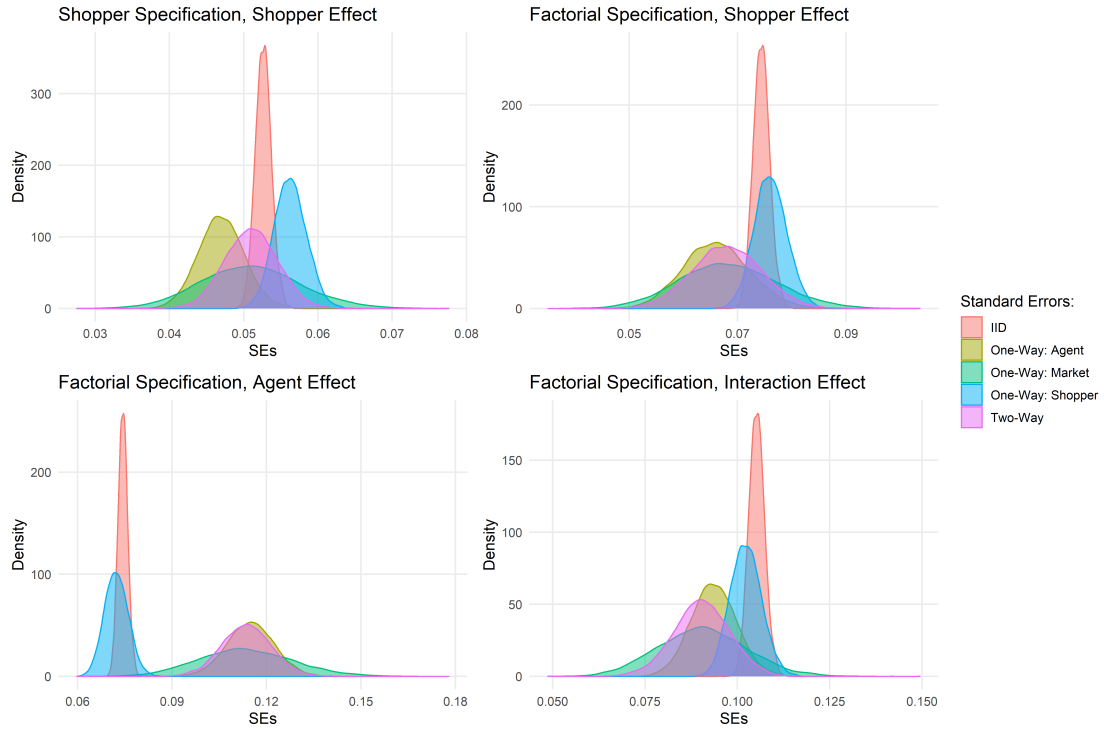 Shopper Specification, Shopper Effect
Density
300
200
100
0
0.03 0.04 0.05 0.06 0.07 0.08
SEs
Factorial Specification, Shopper Effect
Density
200
100
0
0.05 0.07 0.09
SEs
Factorial Specification, Agent Effect
Density
200
100
0
0.06 0.09 0.12 0.15 0.18
SEs
Factorial Specification, Interaction Effect
Density
150
100
50
0
0.050 0.075 0.100 0.125 0.150
SEs
Standard Errors:
IID
One-Way: Agent
One-Way: Market
One-Way: Shopper
Two-Way